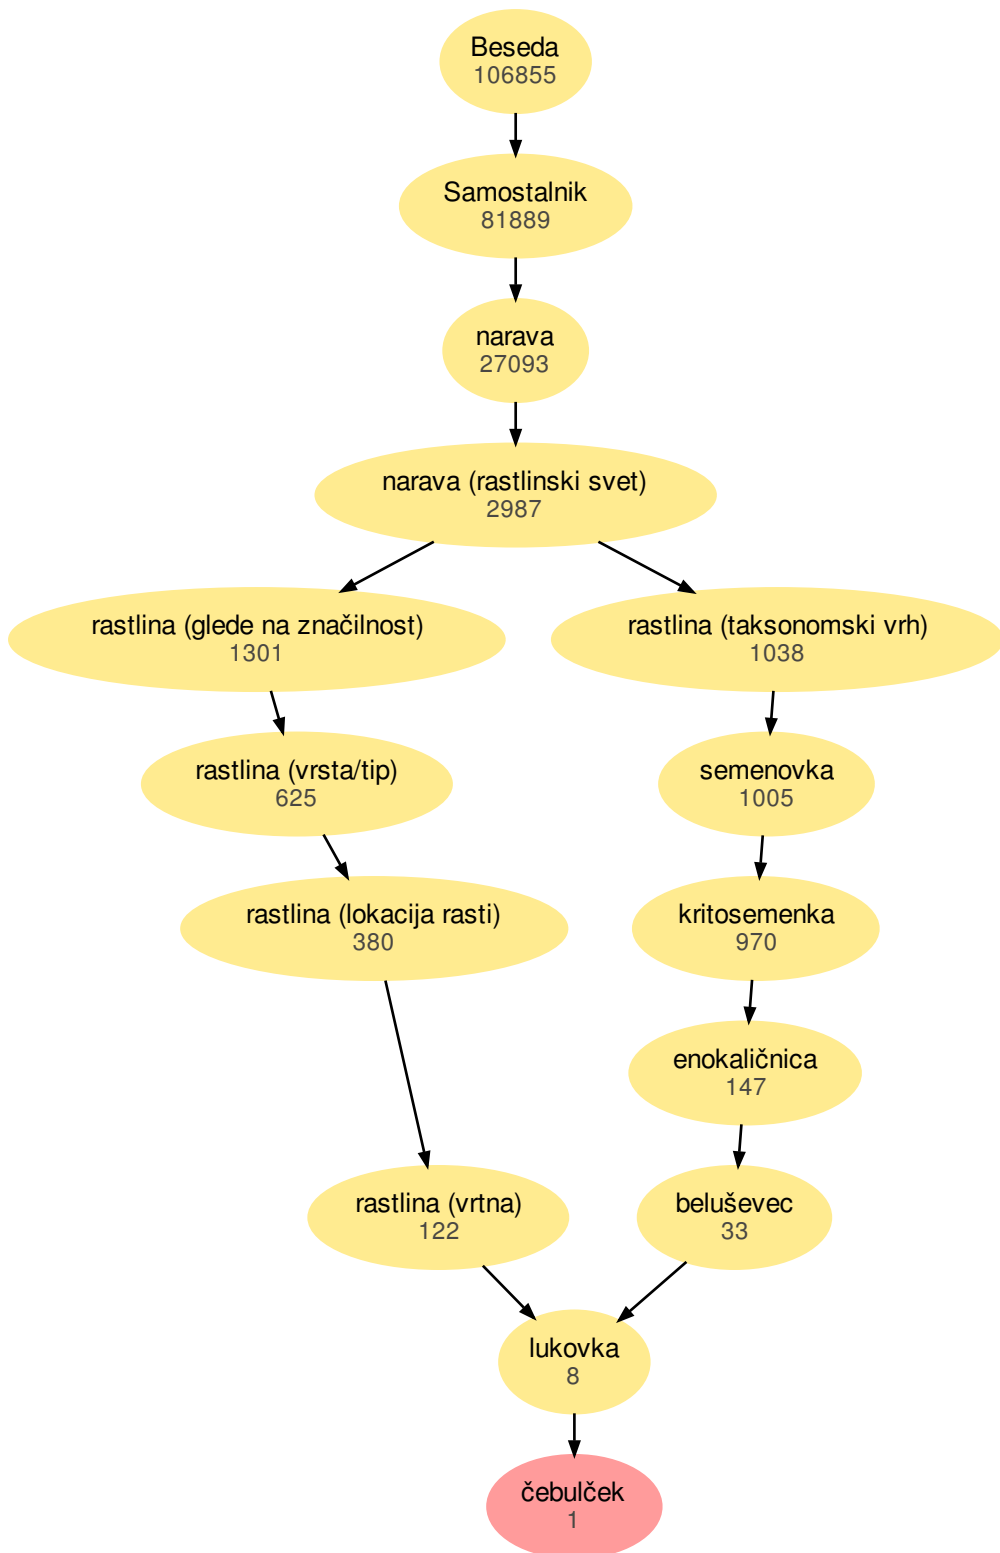 Beseda
106855
Samostalnik
81889
narava
27093
narava (rastlinski svet)
2987
rastlina (glede na značilnost)
1301
rastlina (taksonomski vrh)
1038
rastlina (vrsta/tip)
625
semenovka
1005
rastlina (lokacija rasti)
380
kritosemenka
970
enokaličnica
147
rastlina (vrtna)
122
beluševec
33
lukovka
8
čebulček
1